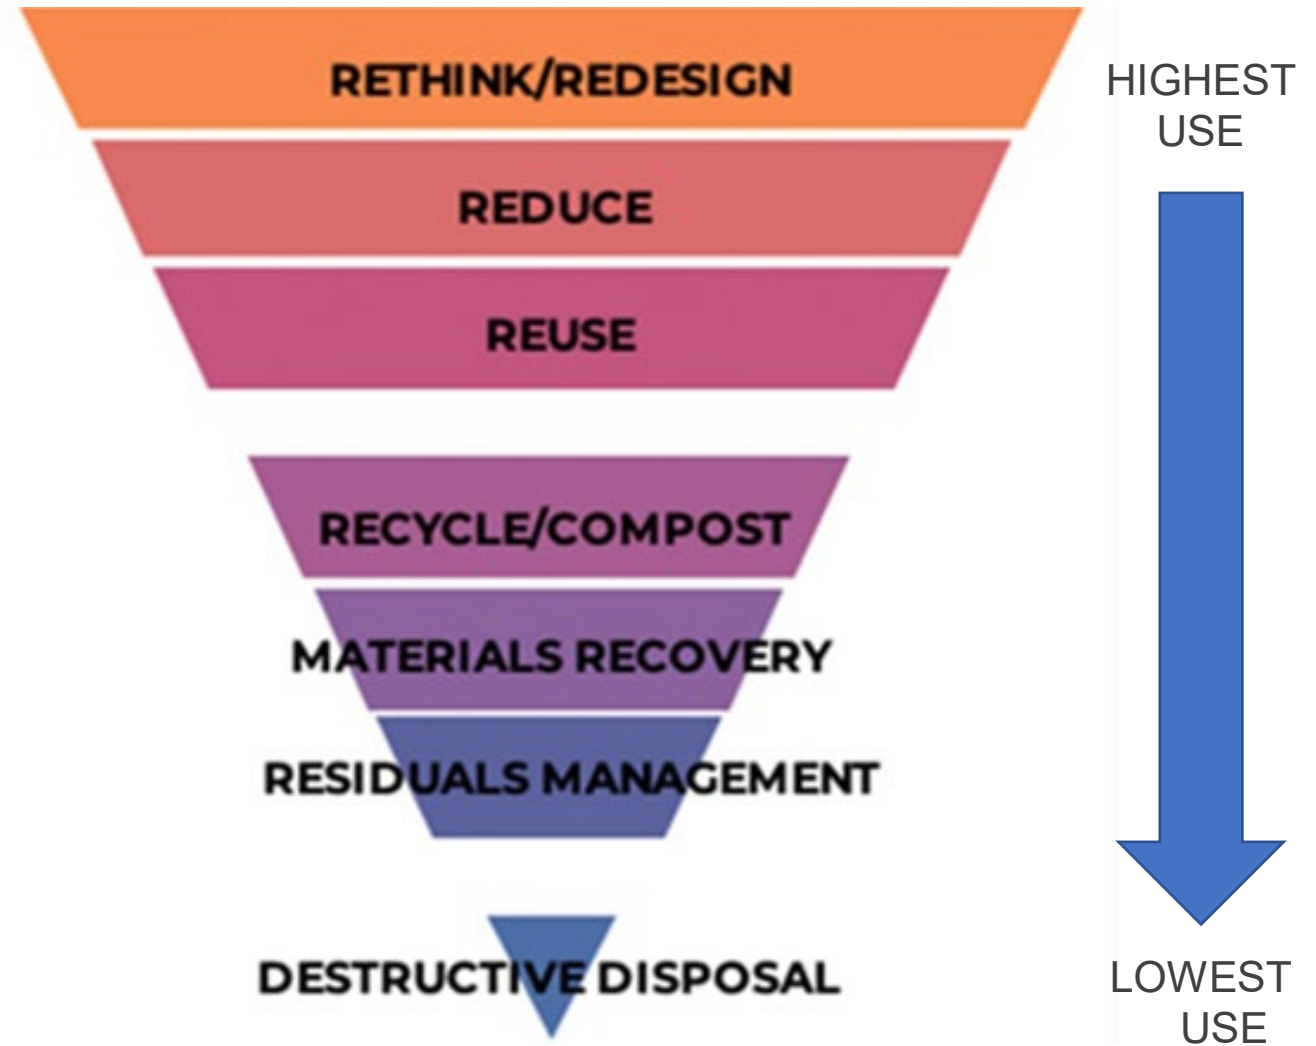 RETHINK/REDESIGN
HIGHEST
USE
REDUCE
REUSE
RECYCLE/COMPOST
MATERIALS RECOVERY
RESIDUALS MANAGEMENT
DESTRUCTIVE DISPOSAL
LOWEST
USE